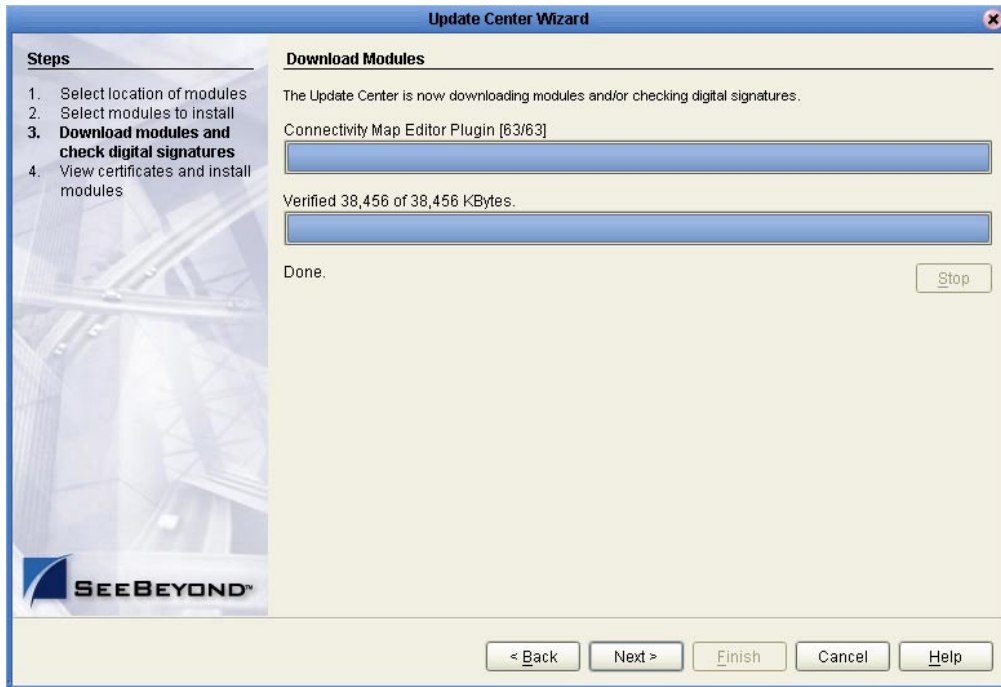 Update Center Wizard
Steps
1. Select location of modules
2. Select modules to install
3. Download modules and
check digital signatures
4. View certificates and install
modules
Download Modules
The Update Center is now downloading modules and/or checking digital signatures.
Connectivity Map Editor Plugin [63/63]
Verified 38,456 of 38,456 KBytes.
Done.
Stop
SEEBEYOND™
< Back
Next >
Finish
Cancel
Help